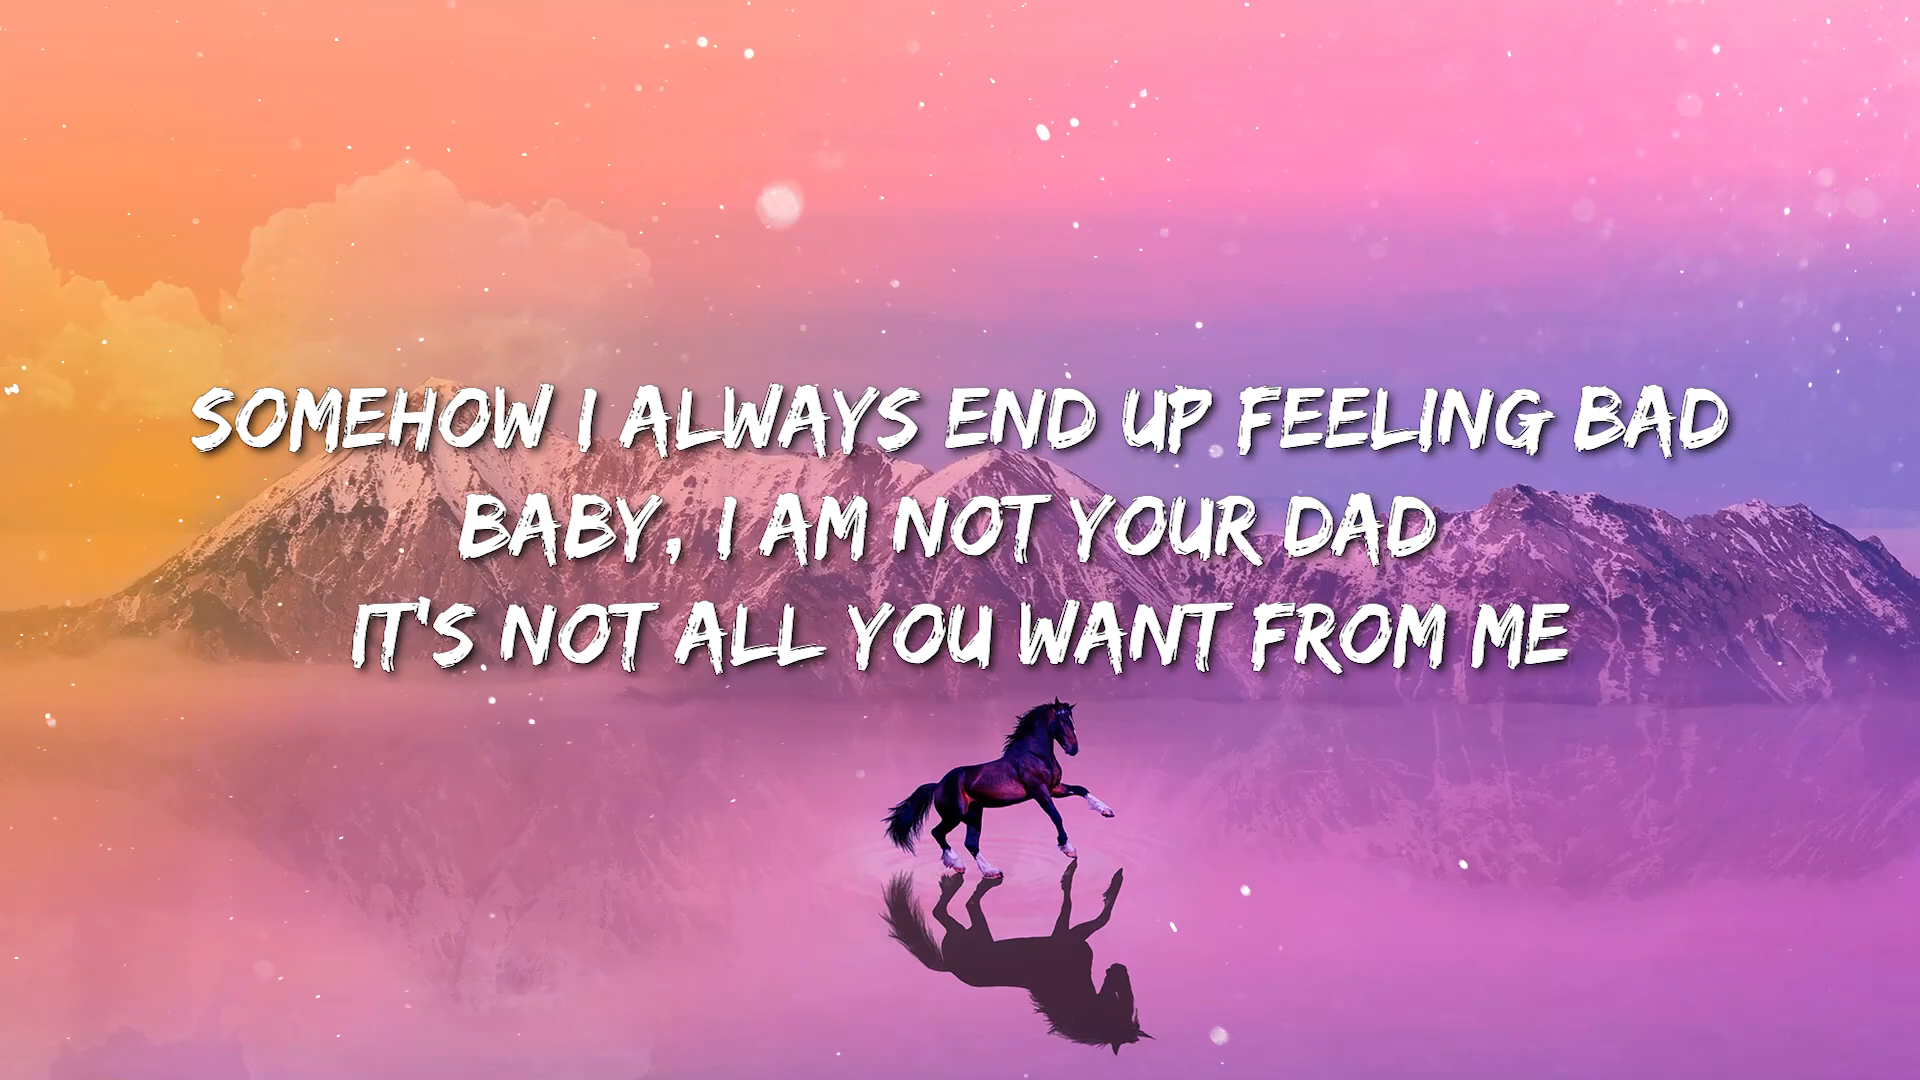 SOMEHOW I ALWAYS END UP FEELING BAD
BABY, I AM NOT YOUR DAD
IT'S NOT ALL YOU WANT FROM ME